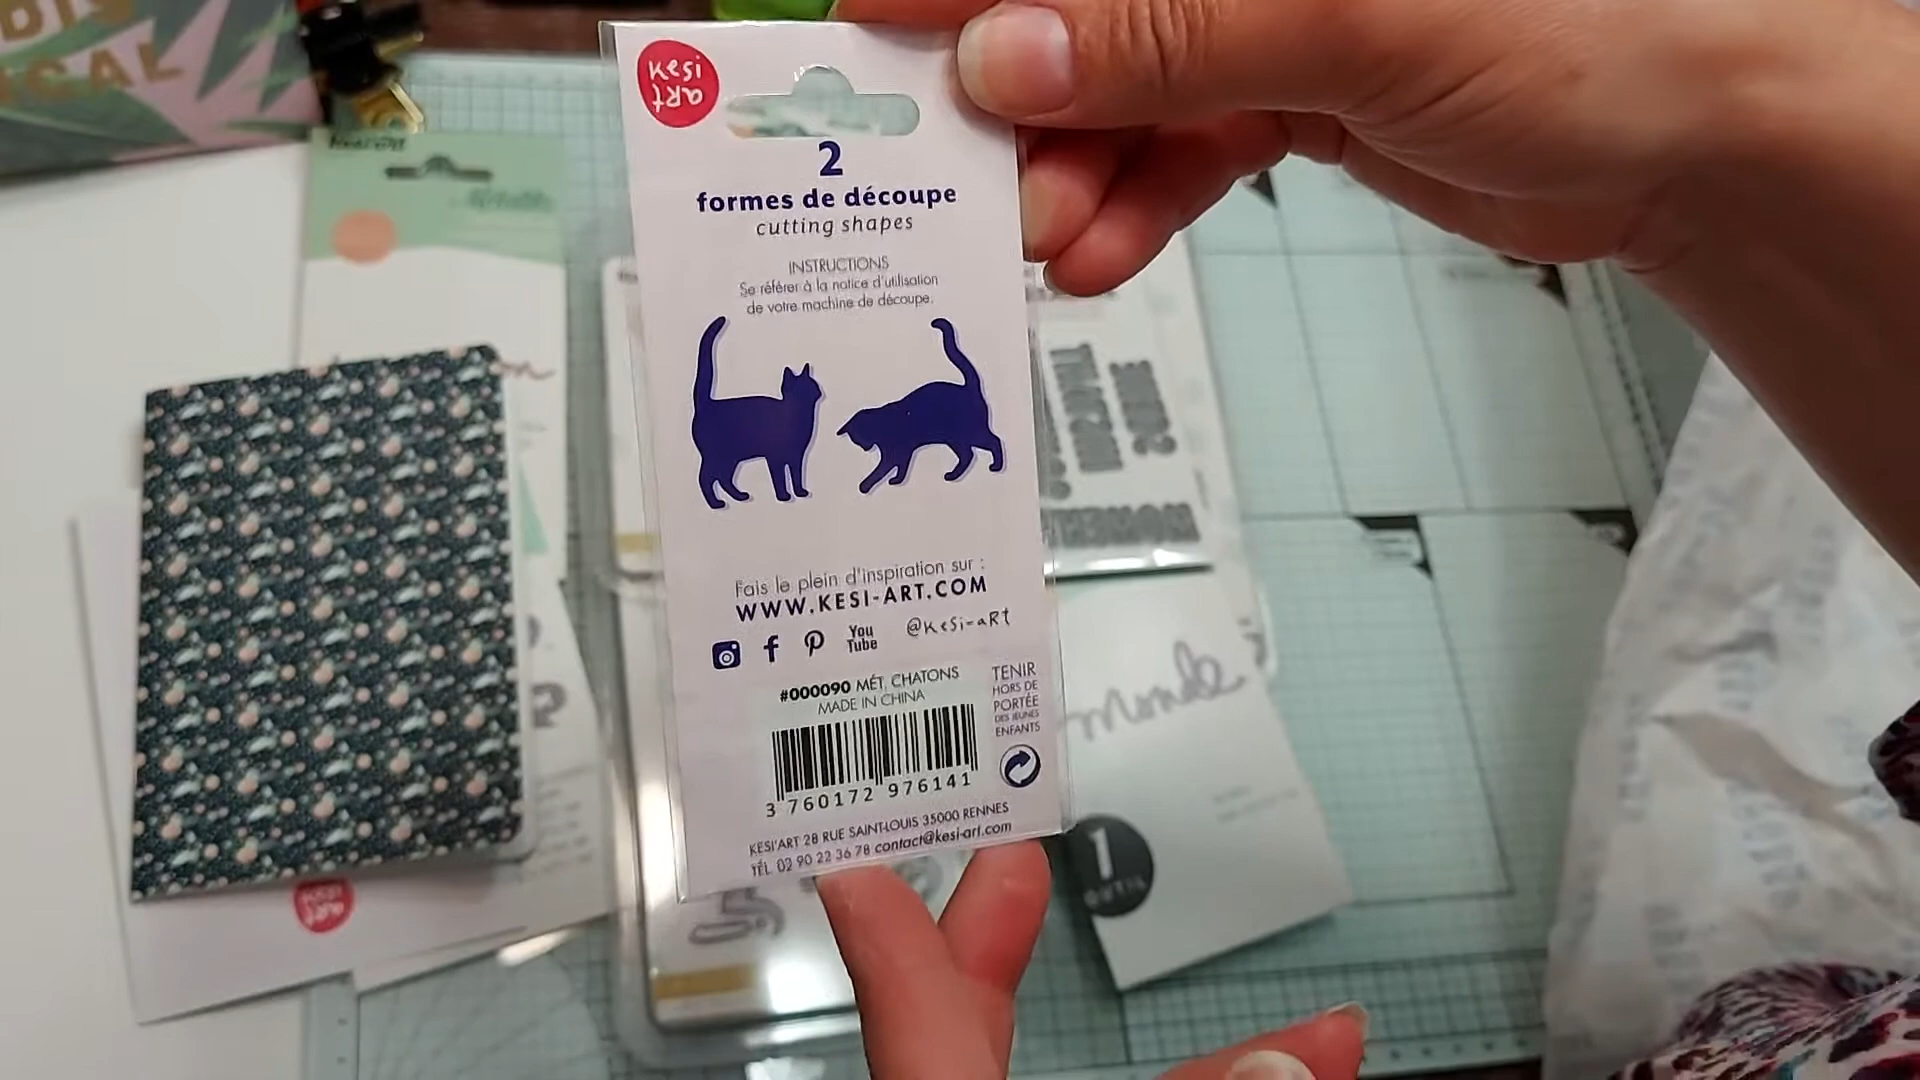 kesi
art
2
formes de découpe
cutting shapes
INSTRUCTIONS
Se référer à la notice d'utilisation
de votre machine de découpe.
Fais le plein d'inspiration sur :
WWW.KESI-ART.COM
You
Tube
@Kesi-aRt
#000090 MÉT. CHATONS
MADE IN CHINA
TENIR
HORS DE
PORTÉE
DES JEUNES
ENFANTS
3 760172 976141
KESI'ART 28 RUE SAINT-LOUIS 35000 RENNES
TÉL. 02 90 22 36 78 contact@kesi-art.com
monde
1
OUTIL